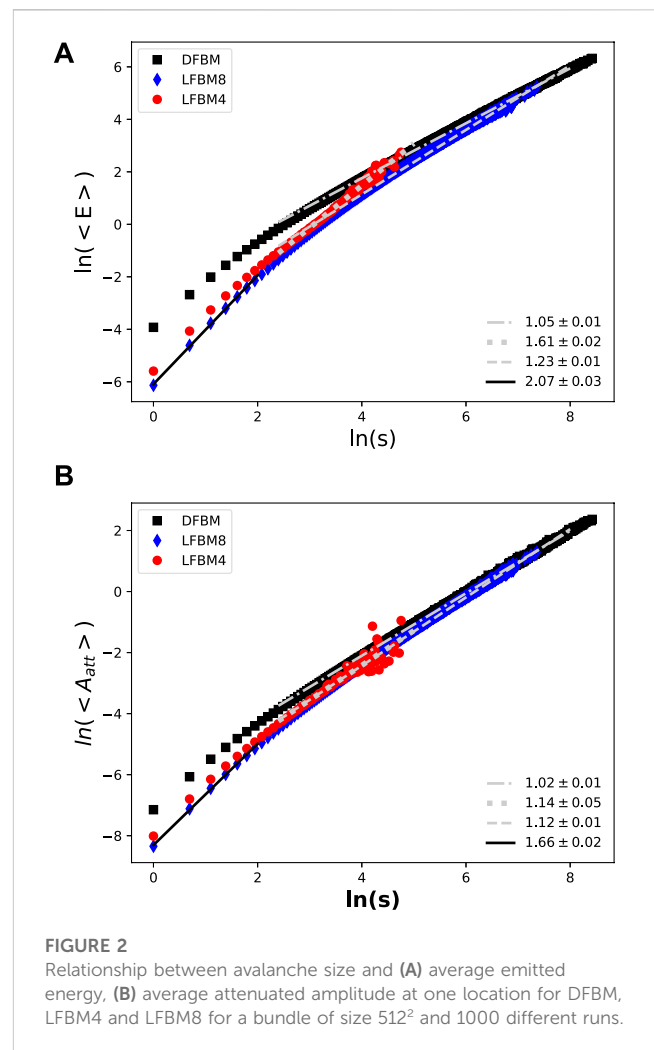 A
DFBM
LFBM8
LFBM4
6
4
2
0
−2
−4
−6
ln( < E > )
1.05 ± 0.01
1.61 ± 0.02
1.23 ± 0.01
2.07 ± 0.03
0 2 4 6 8
ln(s)
B
DFBM
LFBM8
LFBM4
2
0
−2
−4
−6
−8
ln( < A_att > )
1.02 ± 0.01
1.14 ± 0.05
1.12 ± 0.01
1.66 ± 0.02
0 2 4 6 8
ln(s)
FIGURE 2
Relationship between avalanche size and (A) average emitted
energy, (B) average attenuated amplitude at one location for DFBM,
LFBM4 and LFBM8 for a bundle of size 512² and 1000 different runs.